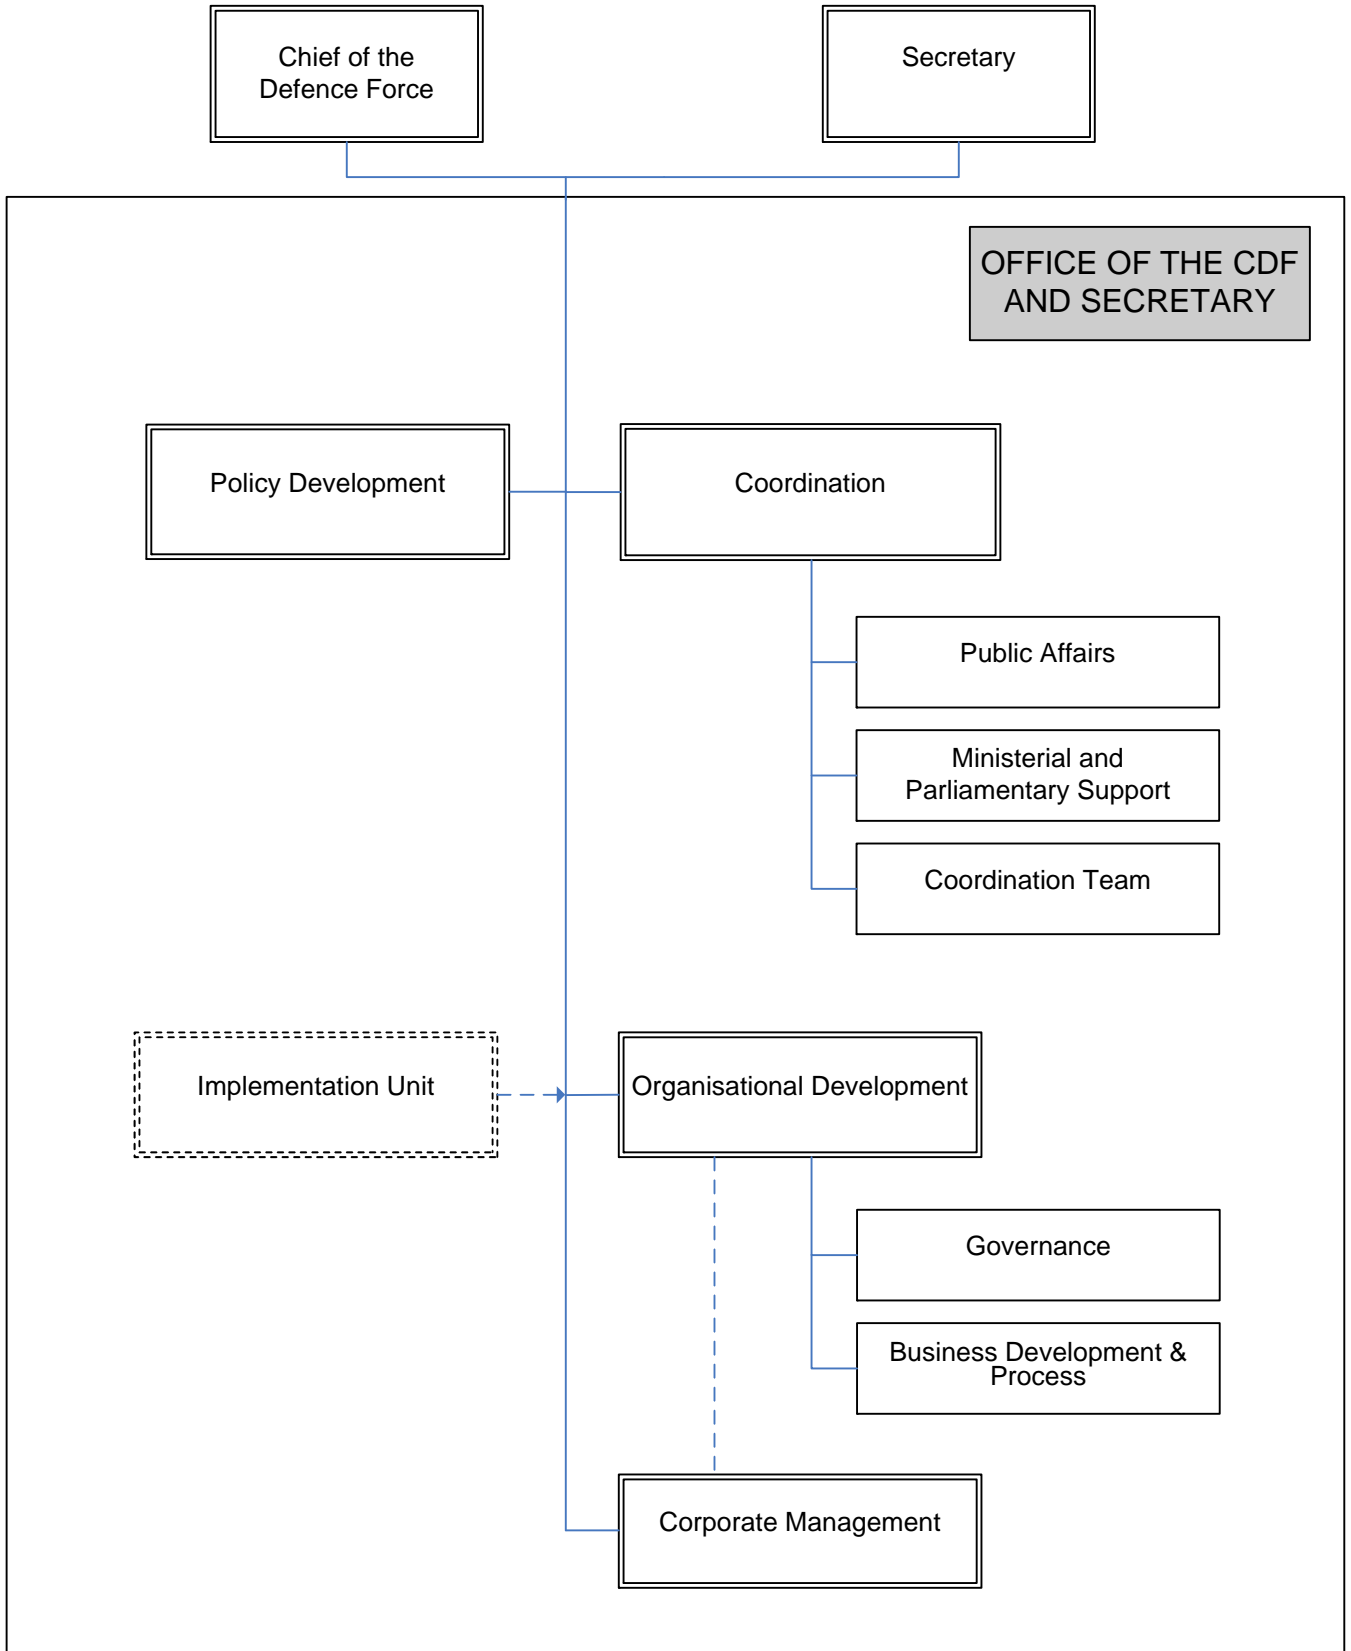 Chief of the
Defence Force
Secretary
OFFICE OF THE CDF
AND SECRETARY
Policy Development
Coordination
Public Affairs
Ministerial and
Parliamentary Support
Coordination Team
Implementation Unit
Organisational Development
Governance
Business Development &
Process
Corporate Management